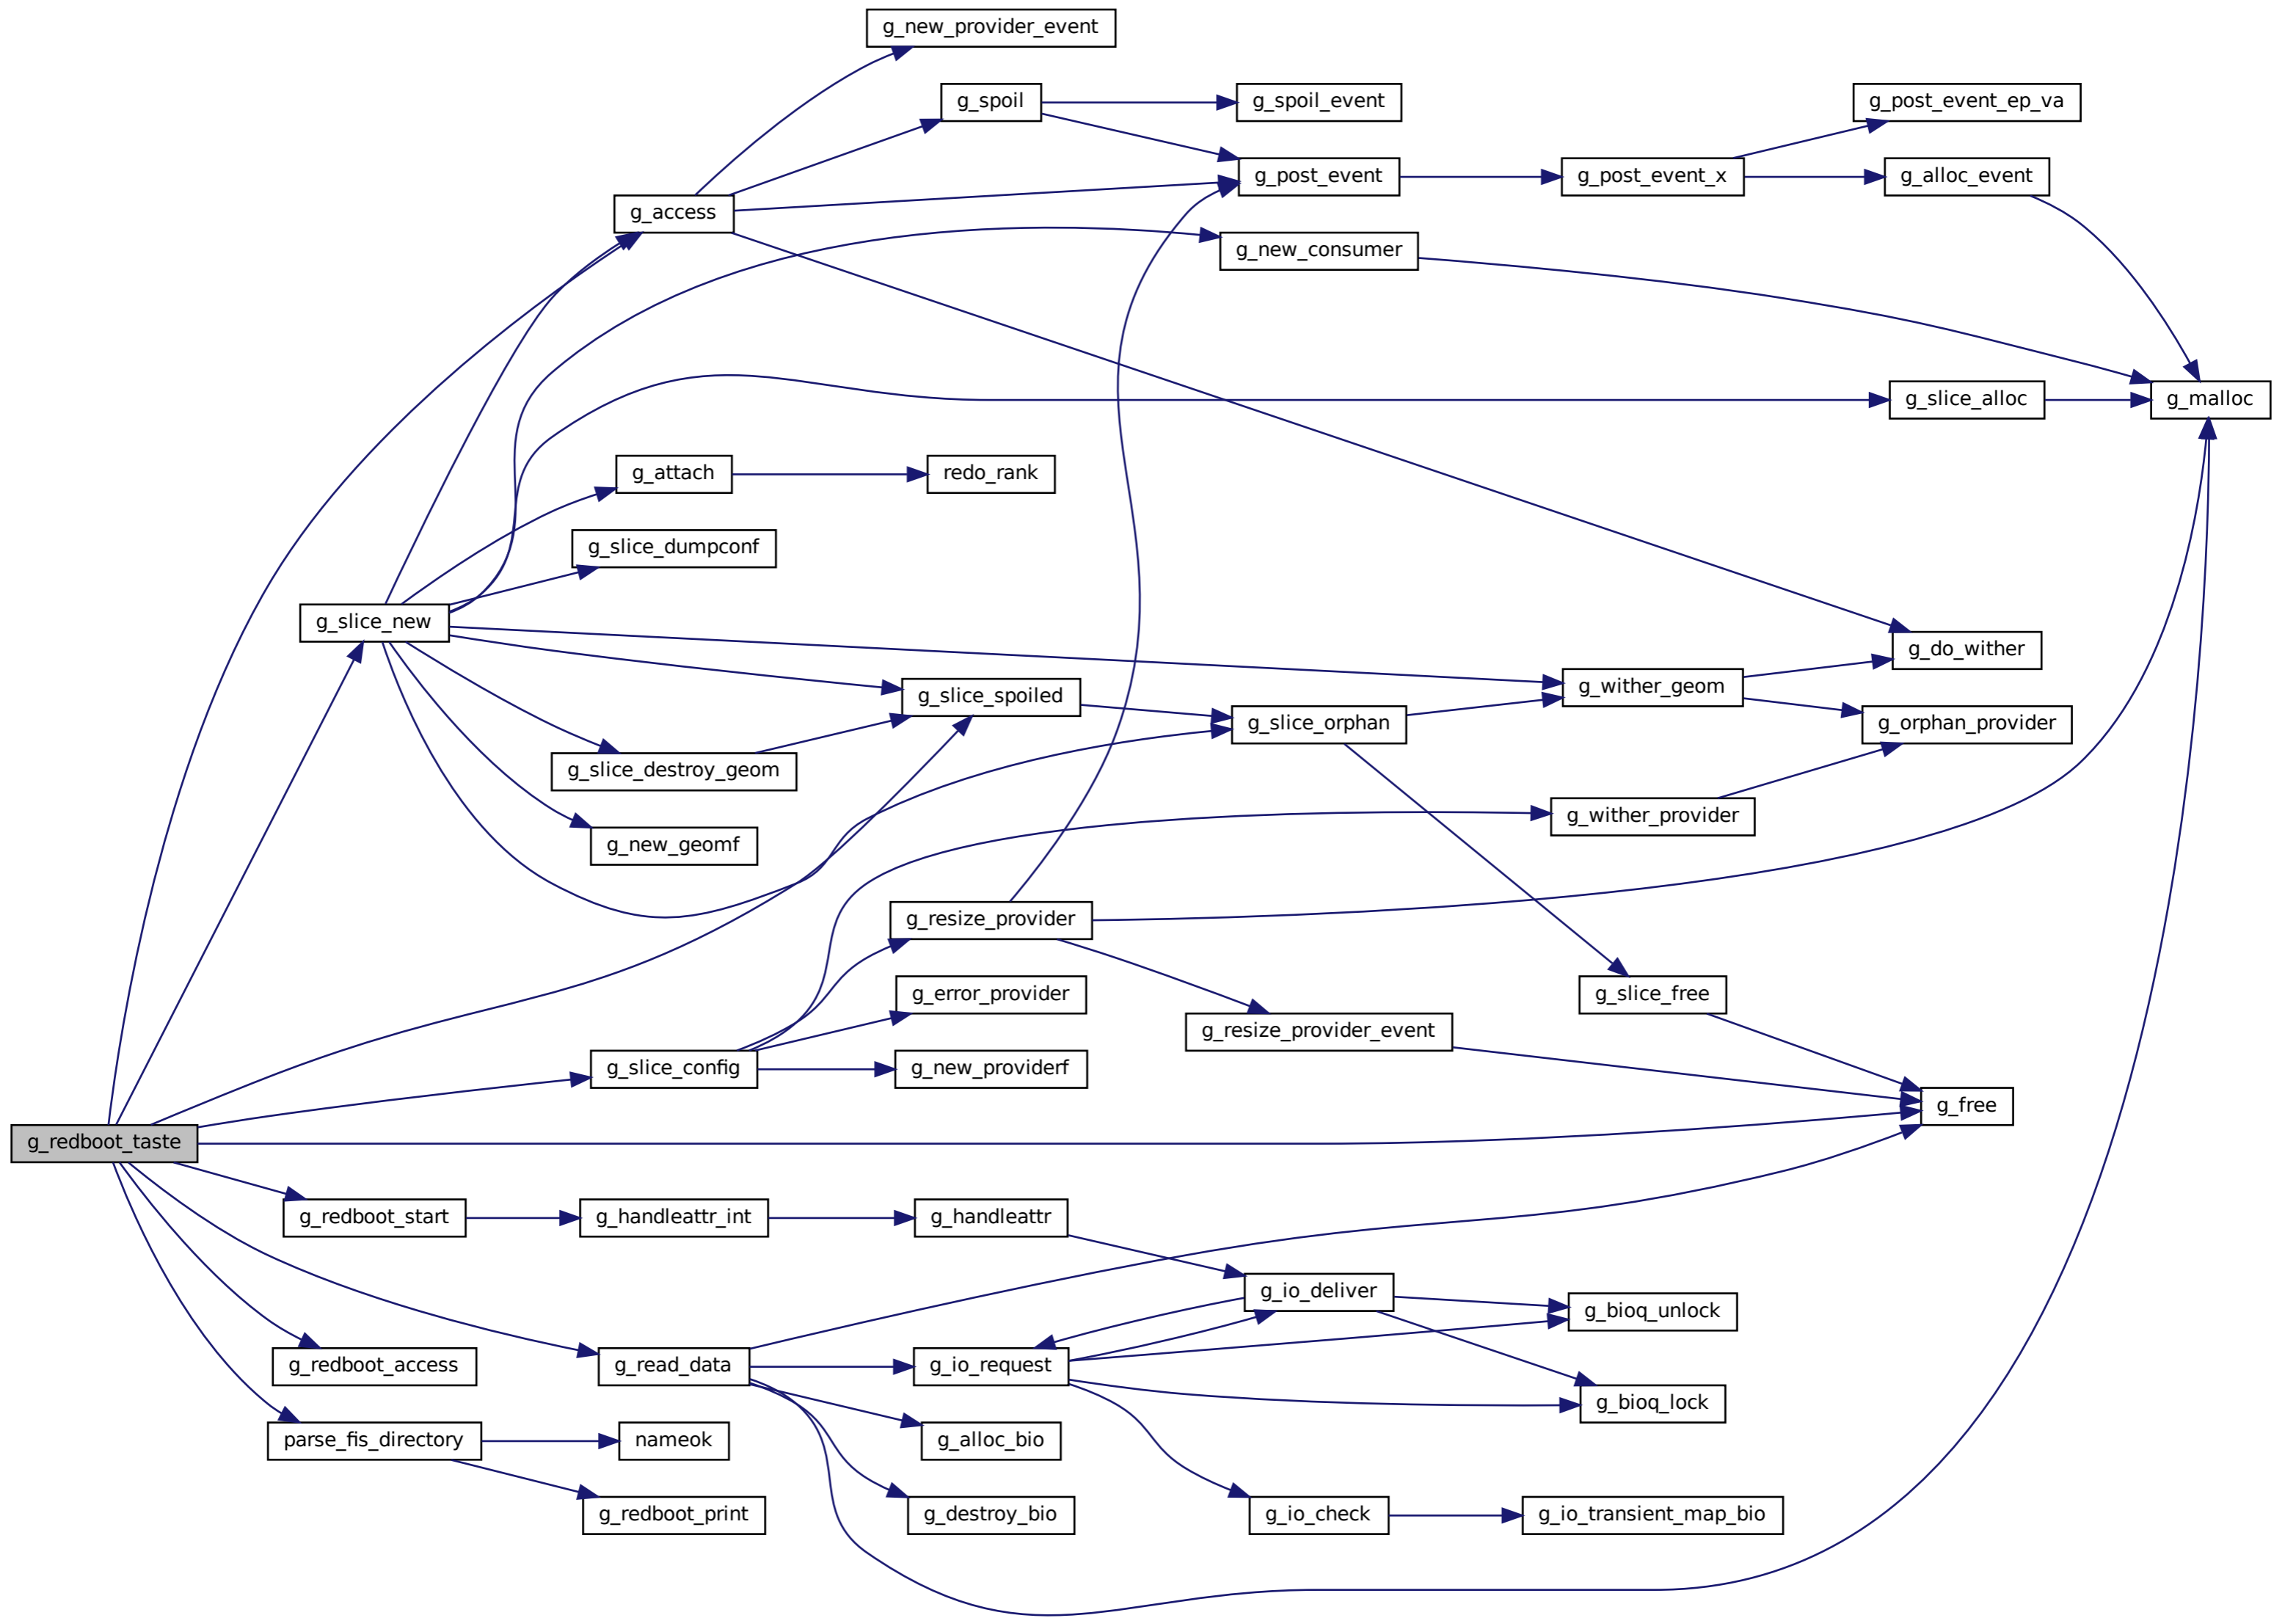 g_new_provider_event
g_spoil
g_spoil_event
g_post_event_ep_va
g_post_event
g_post_event_x
g_alloc_event
g_access
g_new_consumer
g_slice_alloc
g_malloc
g_attach
redo_rank
g_slice_dumpconf
g_slice_new
g_do_wither
g_wither_geom
g_slice_spoiled
g_slice_orphan
g_orphan_provider
g_slice_destroy_geom
g_wither_provider
g_new_geomf
g_resize_provider
g_error_provider
g_slice_free
g_resize_provider_event
g_slice_config
g_new_providerf
g_free
g_redboot_taste
g_redboot_start
g_handleattr_int
g_handleattr
g_io_deliver
g_bioq_unlock
g_redboot_access
g_read_data
g_io_request
g_bioq_lock
parse_fis_directory
nameok
g_alloc_bio
g_redboot_print
g_destroy_bio
g_io_check
g_io_transient_map_bio